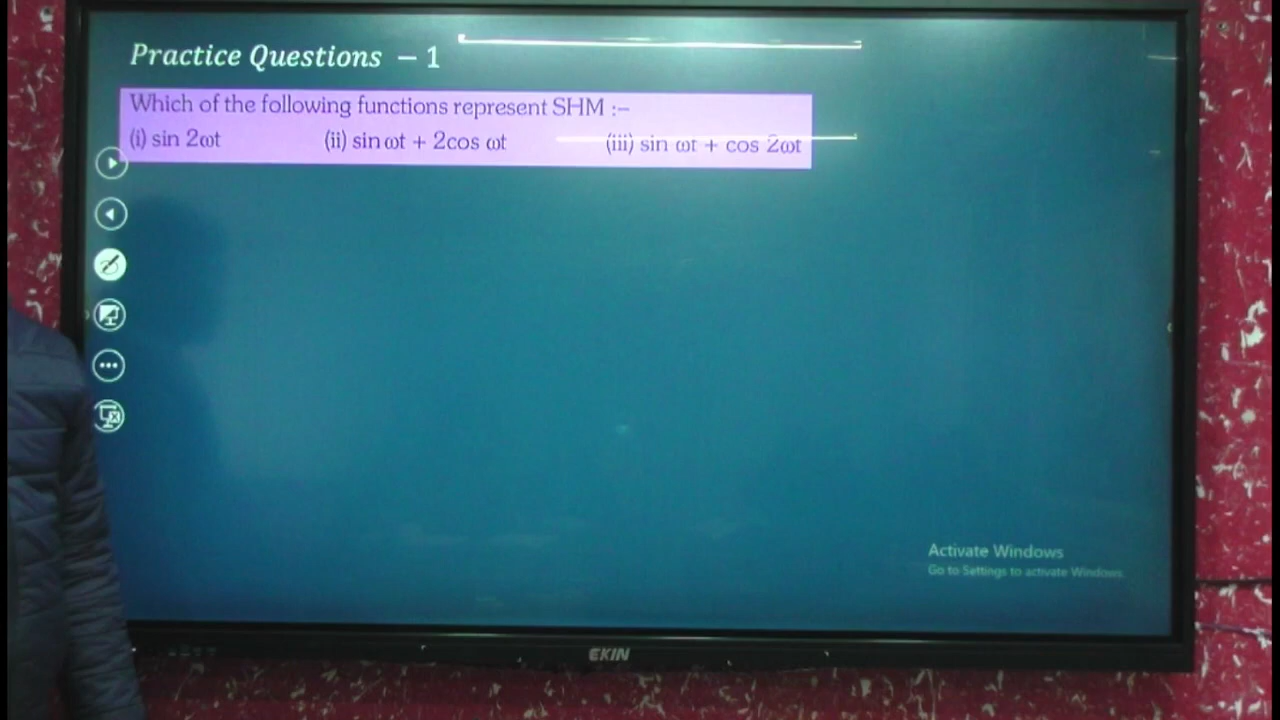 Practice Questions – 1
Which of the following functions represent SHM :–
(i) sin 2ωt (ii) sin ωt + 2cos ωt (iii) sin ωt + cos 2ωt
Activate Windows
Go to Settings to activate Windows.
EKIN